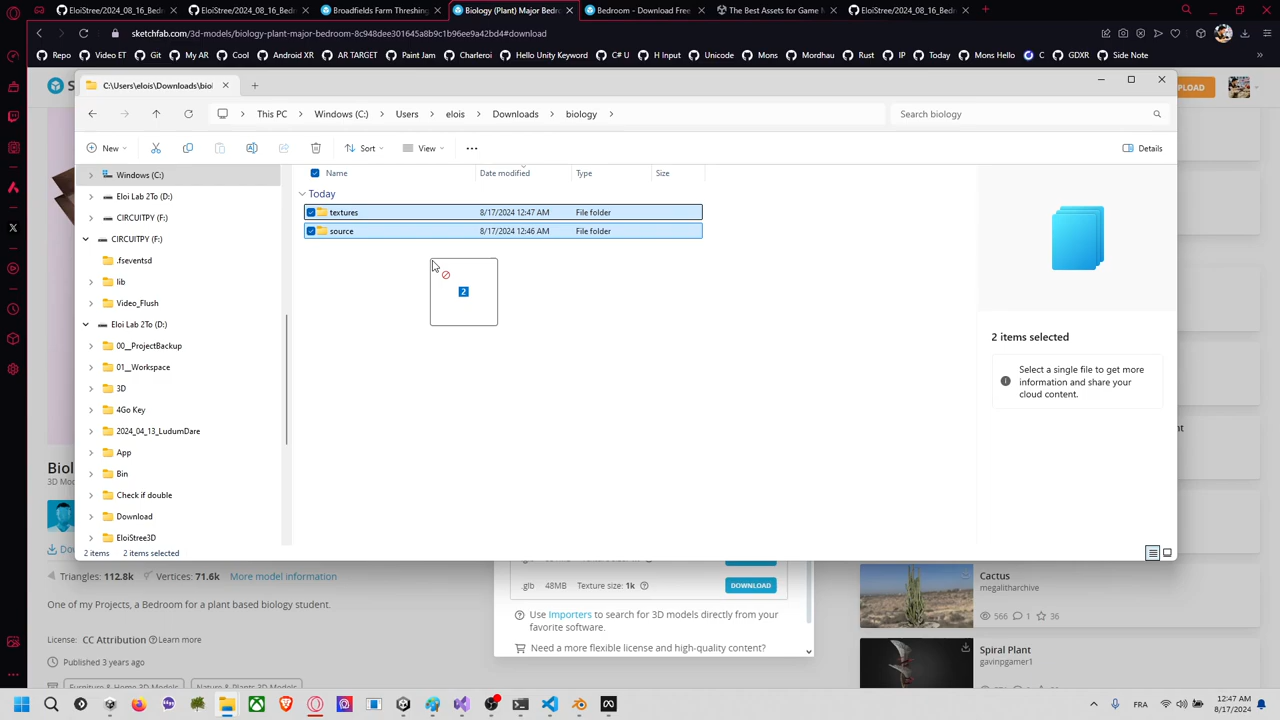 EloiStree/2024_08_16_Bed
EloiStree/2024_08_16_Bed
Broadfields Farm Threshing
Biology (Plant) Major Bedr
Bedroom - Download Free
The Best Assets for Game M
EloiStree/2024_08_16_Bed
sketchfab.com/3d-models/biology-plant-major-bedroom-8c948dee301645a8b9c1b96ee9a42bd4#download
Repo
Video ET
Git
Android XR
ART
Paint Jam
Charleroi
Hello Unity Keyword
C# U
H Input
Unicode
Mons
Mordhau
Rust
IP
Today
Mons Hello
C
GDXR
Side Note
C:\Users\elois\Downloads\biol
This PC
Windows (C:)
Users
elois
Downloads
biology
Search biology
New
Sort
View
Details
Name
Date modified
Type
Size
Today
textures
8/17/2024 12:47 AM
File folder
source
8/17/2024 12:46 AM
File folder
2
Windows (C:)
Eloi Lab 2To (D:)
CIRCUITPY (F:)
CIRCUITPY (F:)
.fseventsd
lib
Video_Flush
Eloi Lab 2To (D:)
00__ProjectBackup
01__Workspace
3D
4Go Key
2024_04_13_LudumDare
App
Bin
Check if double
Download
EloiStree3D
2 items
2 items selected
2 items selected
Select a single file to get more
information and share your
cloud content.
Triangles: 112.8k
Vertices: 71.6k
More model information
One of my Projects, a Bedroom for a plant based biology student.
License:
CC Attribution
Learn more
Published 3 years ago
Furniture & Home 3D Models
Nature & Plants 3D Models
.glb
48MB
Texture size: 1k
DOWNLOAD
Use Importers to search for 3D models directly from your
favorite software.
Need a more flexible license and high-quality content?
Cactus
megalitharchive
566
1
36
Spiral Plant
gavinpgamer1
FRA
12:47 AM
8/17/2024